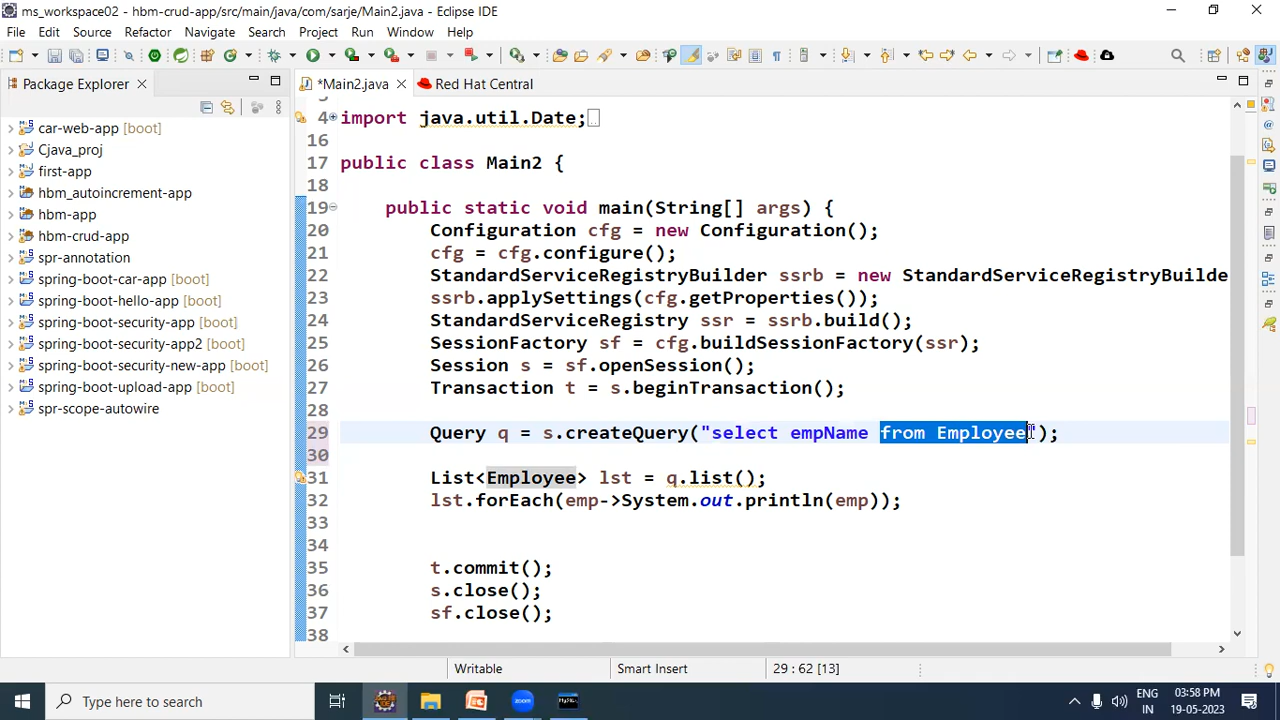 ms_workspace02 - hbm-crud-app/src/main/java/com/sarje/Main2.java - Eclipse IDE
File Edit Source Refactor Navigate Search Project Run Window Help
Package Explorer
*Main2.java
Red Hat Central
car-web-app [boot]
Cjava_proj
first-app
hbm_autoincrement-app
hbm-app
hbm-crud-app
spr-annotation
spring-boot-car-app [boot]
spring-boot-hello-app [boot]
spring-boot-security-app [boot]
spring-boot-security-app2 [boot]
spring-boot-security-new-app [boot]
spring-boot-upload-app [boot]
spr-scope-autowire
4 import java.util.Date;
16
17 public class Main2 {
18
19 public static void main(String[] args) {
20 Configuration cfg = new Configuration();
21 cfg = cfg.configure();
22 StandardServiceRegistryBuilder ssrb = new StandardServiceRegistryBuilde
23 ssrb.applySettings(cfg.getProperties());
24 StandardServiceRegistry ssr = ssrb.build();
25 SessionFactory sf = cfg.buildSessionFactory(ssr);
26 Session s = sf.openSession();
27 Transaction t = s.beginTransaction();
28
29 Query q = s.createQuery("select empName from Employee");
30
31 List<Employee> lst = q.list();
32 lst.forEach(emp->System.out.println(emp));
33
34
35 t.commit();
36 s.close();
37 sf.close();
38
Writable
Smart Insert
29 : 62 [13]
Type here to search
ENG
IN
03:58 PM
19-05-2023